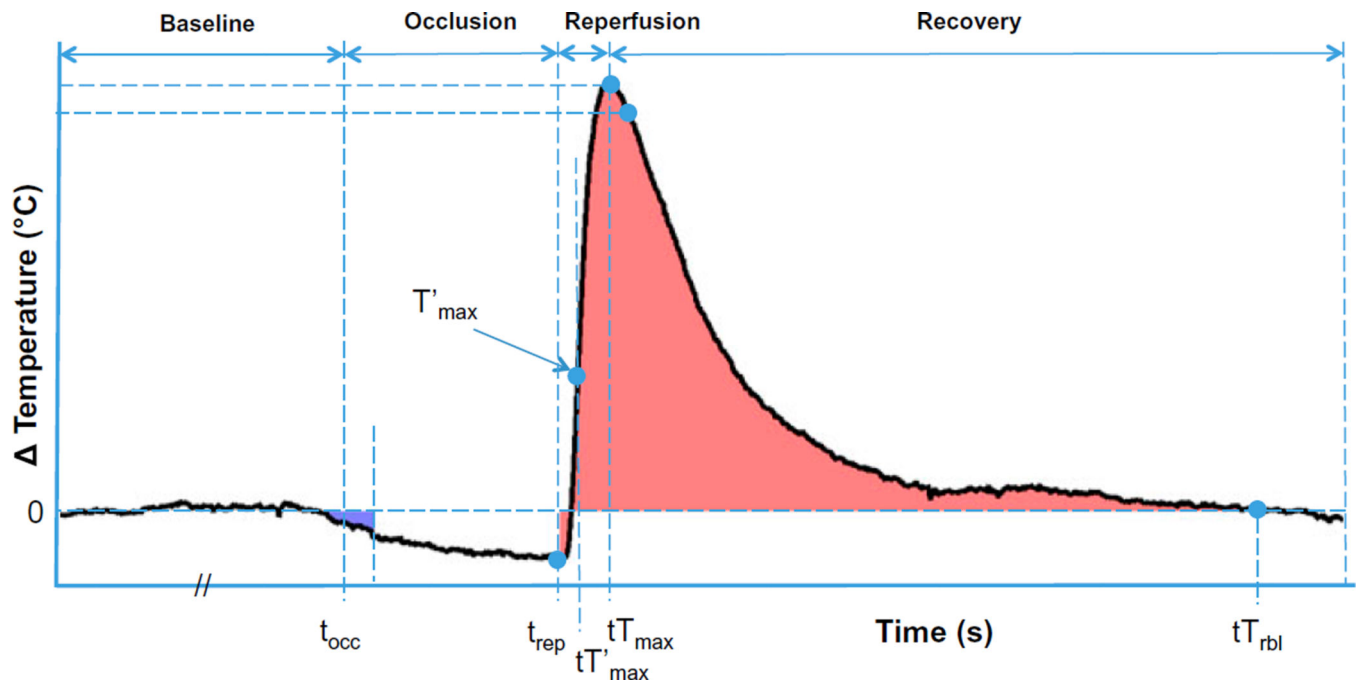 Baseline
Occlusion
Reperfusion
Recovery
Δ Temperature (°C)
T’max
0
//
tocc
trep
tTmax
tT’max
Time (s)
tTrbl